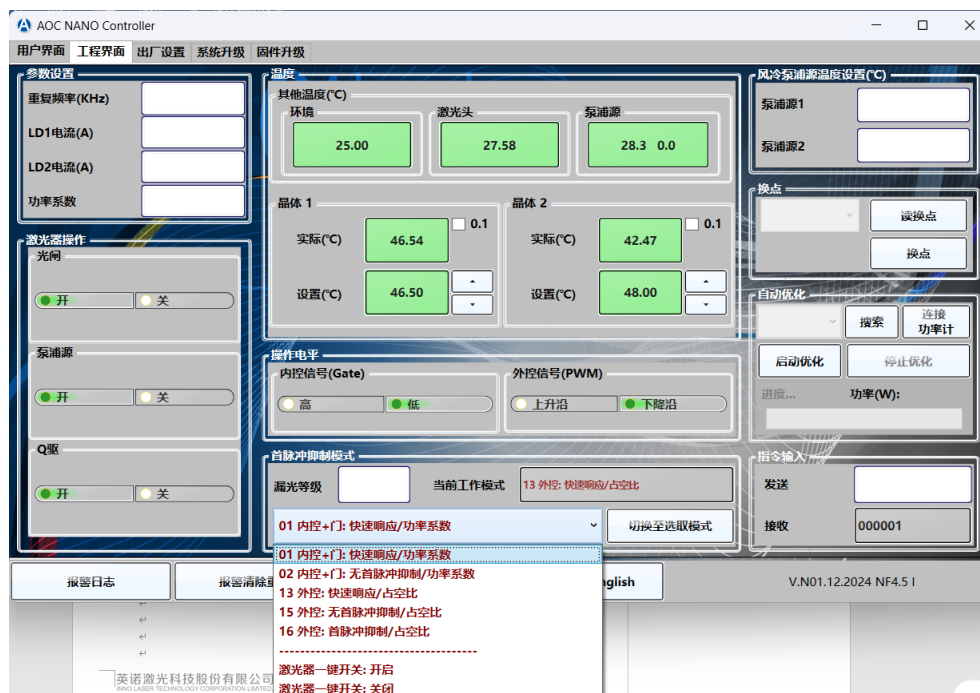 AOC NANO Controller
用户界面 工程界面 出厂设置 系统升级 固件升级
参数设置
重复频率(KHz)
LD1电流(A)
LD2电流(A)
功率系数
激光器操作
光闸
开 关
泵浦源
开 关
Q驱
开 关
温度
其他温度(℃)
环境 激光头 泵浦源
25.00 27.58 28.3 0.0
晶体 1
实际(℃) 46.54 0.1
设置(℃) 46.50
晶体 2
实际(℃) 42.47 0.1
设置(℃) 48.00
操作电平
内控信号(Gate)
高 低
外控信号(PWM)
上升沿 下降沿
首脉冲抑制模式
漏光等级 当前工作模式 13 外控: 快速响应/占空比
01 内控+门: 快速响应/功率系数 切换至选取模式
01 内控+门: 快速响应/功率系数
02 内控+门: 无首脉冲抑制/功率系数
13 外控: 快速响应/占空比
15 外控: 无首脉冲抑制/占空比
16 外控: 首脉冲抑制/占空比
------------------------------------
激光器一键开关: 开启
激光器一键开关: 关闭
风冷泵浦源温度设置(℃)
泵浦源1
泵浦源2
换点
读换点
换点
自动优化
搜索 连接
功率计
启动优化 停止优化
进度... 功率(W):
指令输入
发送
接收 000001
报警日志 报警清除 nglish V.N01.12.2024 NF4.5 I
英诺激光科技股份有限公司
INNO LASER TECHNOLOGY CORPORATION LIMITED